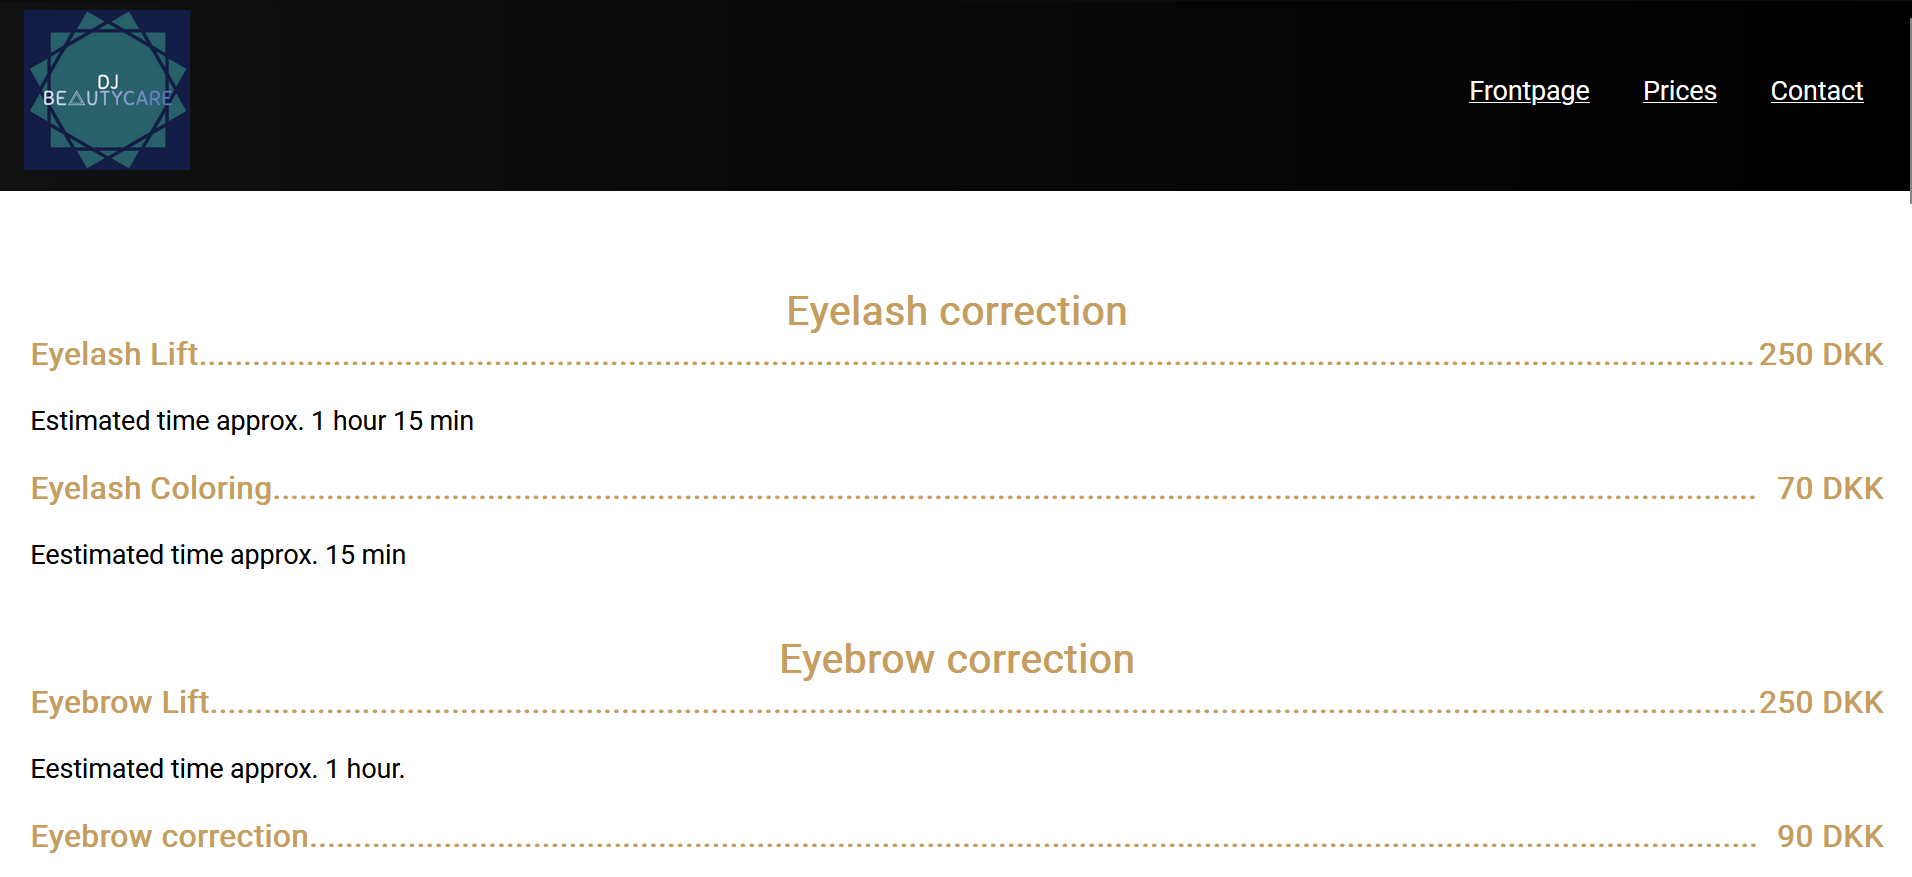 DJ
BEAUTYCARE
Frontpage Prices Contact
Eyelash correction
Eyelash Lift........................................................................................................................................................................250 DKK
Estimated time approx. 1 hour 15 min
Eyelash Coloring................................................................................................................................................................ 70 DKK
Eestimated time approx. 15 min
Eyebrow correction
Eyebrow Lift.......................................................................................................................................................................250 DKK
Eestimated time approx. 1 hour.
Eyebrow correction............................................................................................................................................................ 90 DKK